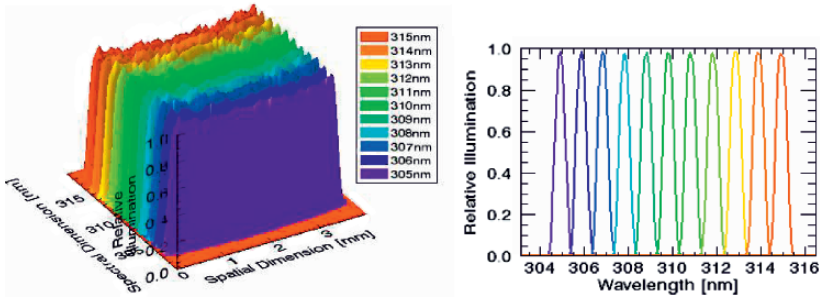 1.0
0.8
0.6
0.4
0.2
0.0
Relative
Illumination
315
310
Spectral Dimension [nm]
0
1
2
3
Spatial Dimension [mm]
315nm
314nm
313nm
312nm
311nm
310nm
309nm
308nm
307nm
306nm
305nm
Relative Illumination
1.0
0.8
0.6
0.4
0.2
0.0
304 306 308 310 312 314 316
Wavelength [nm]